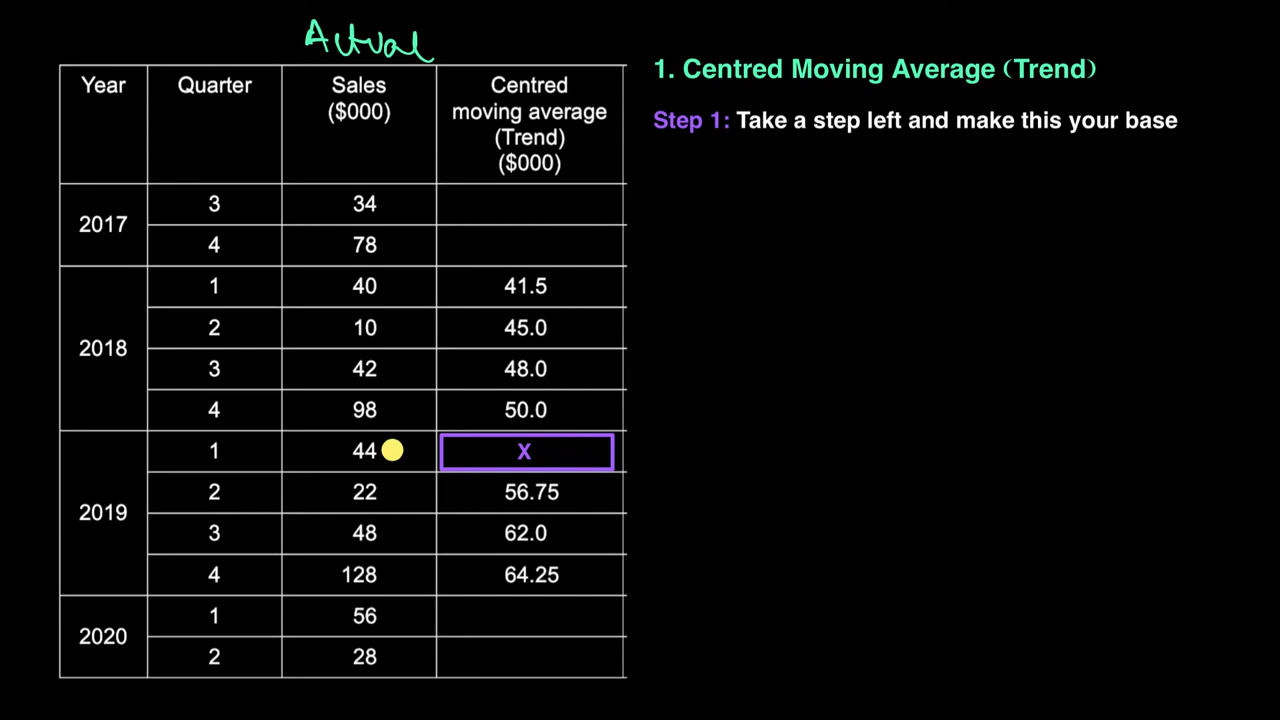 Actual
Year Quarter Sales ($000) Centred moving average (Trend) ($000)
2017 3 34
4 78
2018 1 40 41.5
2 10 45.0
3 42 48.0
4 98 50.0
2019 1 44 X
2 22 56.75
3 48 62.0
4 128 64.25
2020 1 56
2 28
1. Centred Moving Average (Trend)
Step 1: Take a step left and make this your base